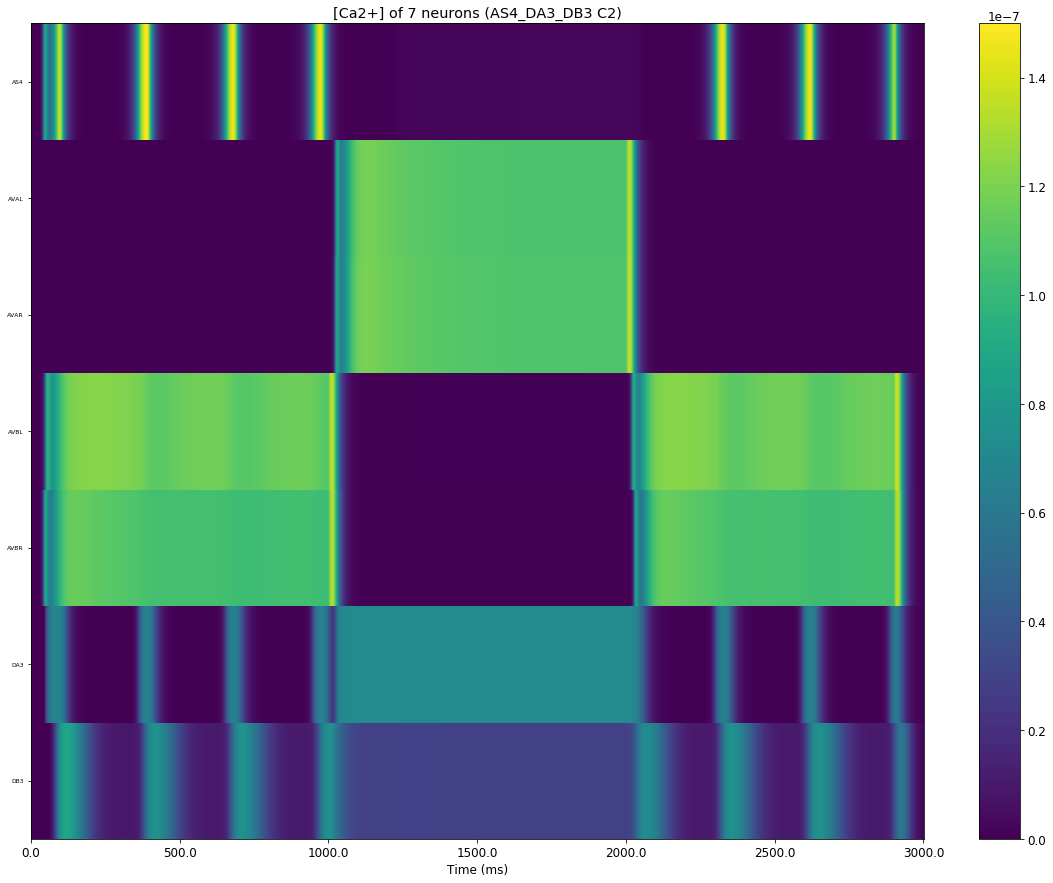 [Ca2+] of 7 neurons (AS4_DA3_DB3 C2)
1e−7
AS4
AVAL
AVAR
AVBL
AVBR
DA3
DB3
0.0 500.0 1000.0 1500.0 2000.0 2500.0 3000.0
Time (ms)
1.4
1.2
1.0
0.8
0.6
0.4
0.2
0.0